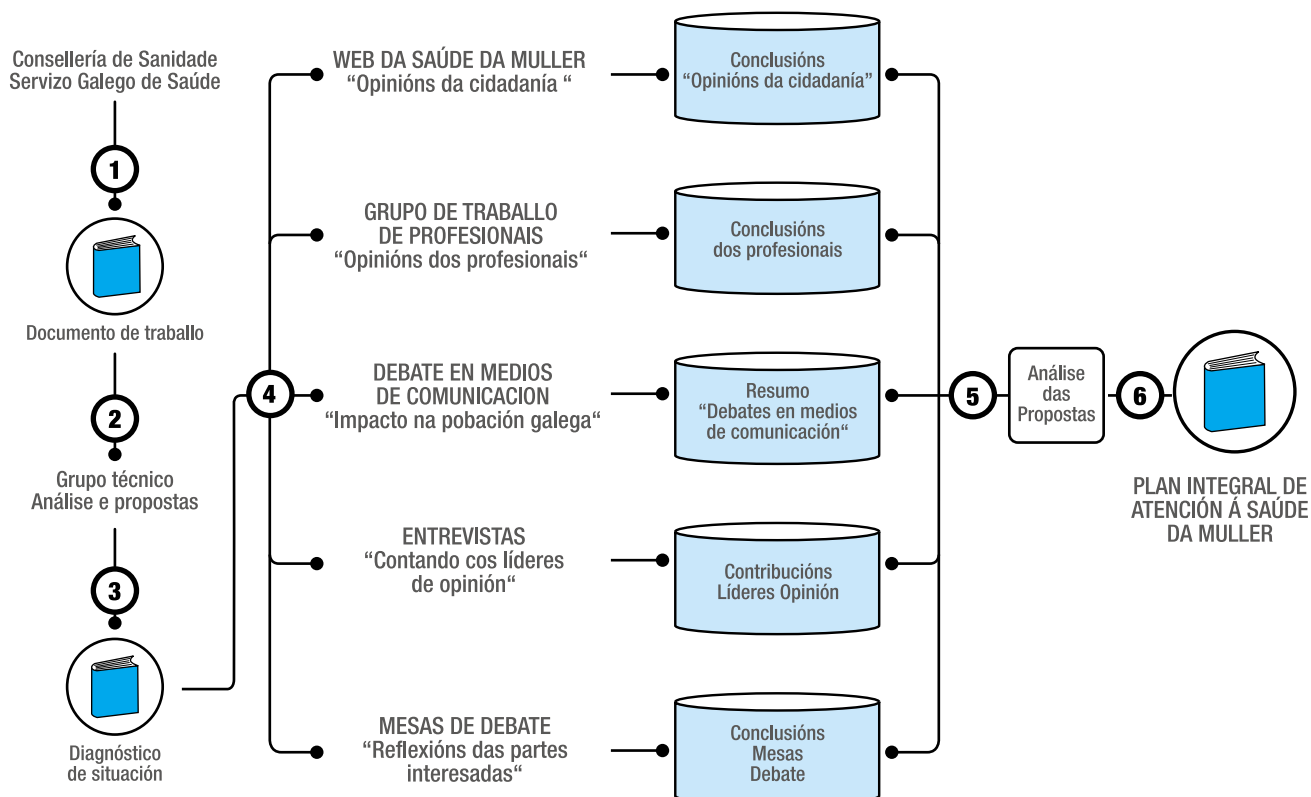 Consellería de Sanidade
Servizo Galego de Saúde
1
Documento de traballo
2
Grupo técnico
Análise e propostas
3
Diagnóstico
de situación
4
WEB DA SAÚDE DA MULLER
“Opinións da cidadanía “
GRUPO DE TRABALLO
DE PROFESIONAIS
“Opinións dos profesionais“
DEBATE EN MEDIOS
DE COMUNICACION
“Impacto na pobación galega“
ENTREVISTAS
“Contando cos líderes
de opinión“
MESAS DE DEBATE
“Reflexións das partes
interesadas“
Conclusións
“Opinións da cidadanía”
Conclusións
dos profesionais
Resumo
“Debates en medios
de comunicación“
Contribucións
Líderes Opinión
Conclusións
Mesas
Debate
5
Análise
das
Propostas
6
PLAN INTEGRAL DE
ATENCIÓN Á SAÚDE
DA MULLER